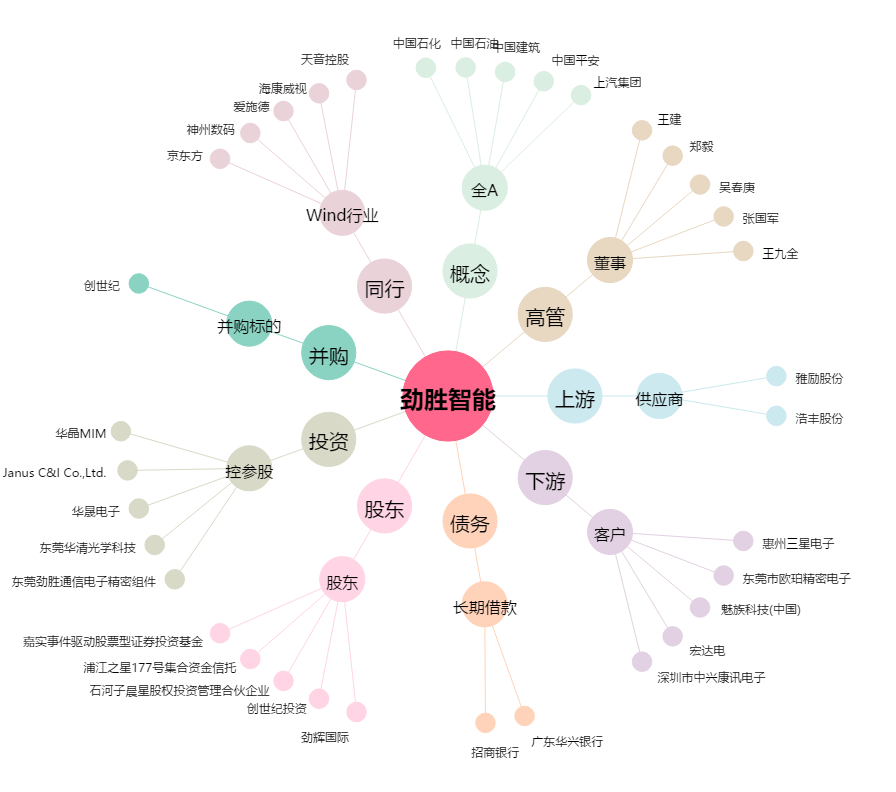 中国石化
中国石油
中国建筑
中国平安
上汽集团
全A
概念
天音控股
海康威视
爱施德
神州数码
京东方
Wind行业
同行
王建
郑毅
吴春庚
张国军
王九全
董事
高管
创世纪
并购标的
并购
劲胜智能
上游
供应商
雅励股份
浩丰股份
华晶MIM
Janus C&I Co.,Ltd.
华晟电子
东莞华清光学科技
东莞劲胜通信电子精密组件
控参股
投资
下游
客户
惠州三星电子
东莞市欧珀精密电子
魅族科技(中国)
宏达电
深圳市中兴康讯电子
股东
股东
嘉实事件驱动股票型证券投资基金
浦江之星177号集合资金信托
石河子晨星股权投资管理合伙企业
创世纪投资
劲辉国际
债务
长期借款
招商银行
广东华兴银行